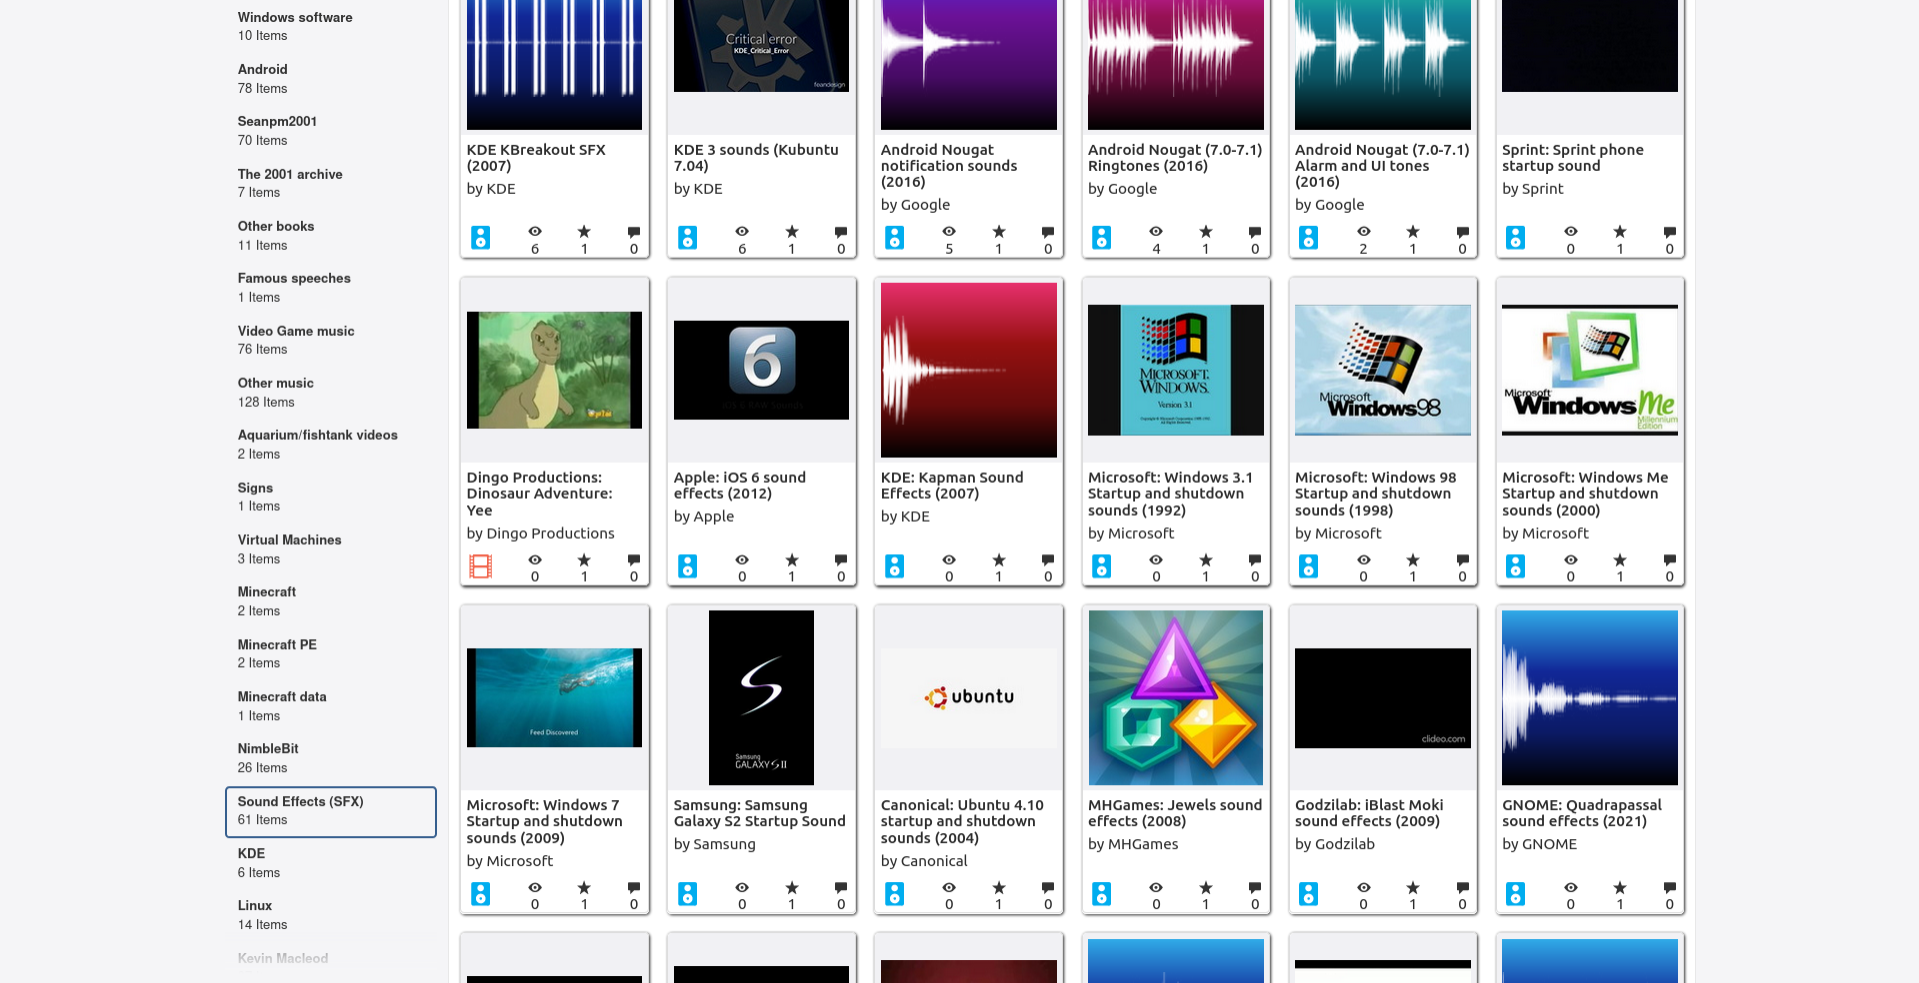 Windows software
10 Items
Android
78 Items
Seanpm2001
70 Items
The 2001 archive
7 Items
Other books
11 Items
Famous speeches
1 Items
Video Game music
76 Items
Other music
128 Items
Aquarium/fishtank videos
2 Items
Signs
1 Items
Virtual Machines
3 Items
Minecraft
2 Items
Minecraft PE
2 Items
Minecraft data
1 Items
NimbleBit
26 Items
Sound Effects (SFX)
61 Items
KDE
6 Items
Linux
14 Items
Kevin Macleod
KDE KBreakout SFX
(2007)
by KDE
6
1
0
Critical error
KDE_Critical_Error
feandesign
KDE 3 sounds (Kubuntu
7.04)
by KDE
6
1
0
Android Nougat
notification sounds
(2016)
by Google
5
1
0
Android Nougat (7.0-7.1)
Ringtones (2016)
by Google
4
1
0
Android Nougat (7.0-7.1)
Alarm and UI tones
(2016)
by Google
2
1
0
Sprint: Sprint phone
startup sound
by Sprint
0
1
0
Dingo Productions:
Dinosaur Adventure:
Yee
by Dingo Productions
0
1
0
6
iOS 6 RAW Sounds
Apple: iOS 6 sound
effects (2012)
by Apple
0
1
0
KDE: Kapman Sound
Effects (2007)
by KDE
0
1
0
MICROSOFT.
WINDOWS.
Version 3.1
Microsoft: Windows 3.1
Startup and shutdown
sounds (1992)
by Microsoft
0
1
0
Microsoft
Windows98
Microsoft: Windows 98
Startup and shutdown
sounds (1998)
by Microsoft
0
1
0
Microsoft
Windows Me
Millennium
Edition
Microsoft: Windows Me
Startup and shutdown
sounds (2000)
by Microsoft
0
1
0
Feed Discovered
Microsoft: Windows 7
Startup and shutdown
sounds (2009)
by Microsoft
0
1
0
S
Samsung
GALAXY S II
Samsung: Samsung
Galaxy S2 Startup Sound
by Samsung
0
1
0
ubuntu
Canonical: Ubuntu 4.10
startup and shutdown
sounds (2004)
by Canonical
0
1
0
MHGames: Jewels sound
effects (2008)
by MHGames
0
1
0
clideo.com
Godzilab: iBlast Moki
sound effects (2009)
by Godzilab
0
1
0
GNOME: Quadrapassal
sound effects (2021)
by GNOME
0
1
0